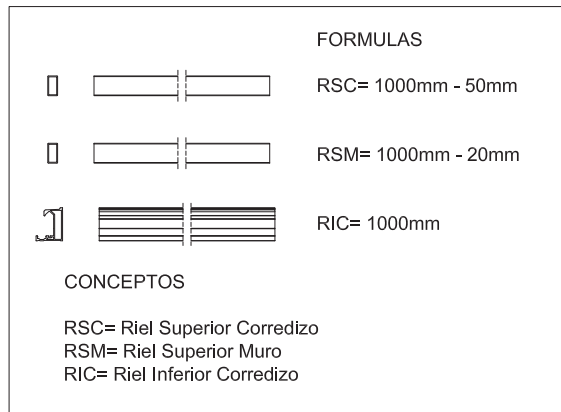 FORMULAS
RSC= 1000mm - 50mm
RSM= 1000mm - 20mm
RIC= 1000mm
CONCEPTOS
RSC= Riel Superior Corredizo
RSM= Riel Superior Muro
RIC= Riel Inferior Corredizo